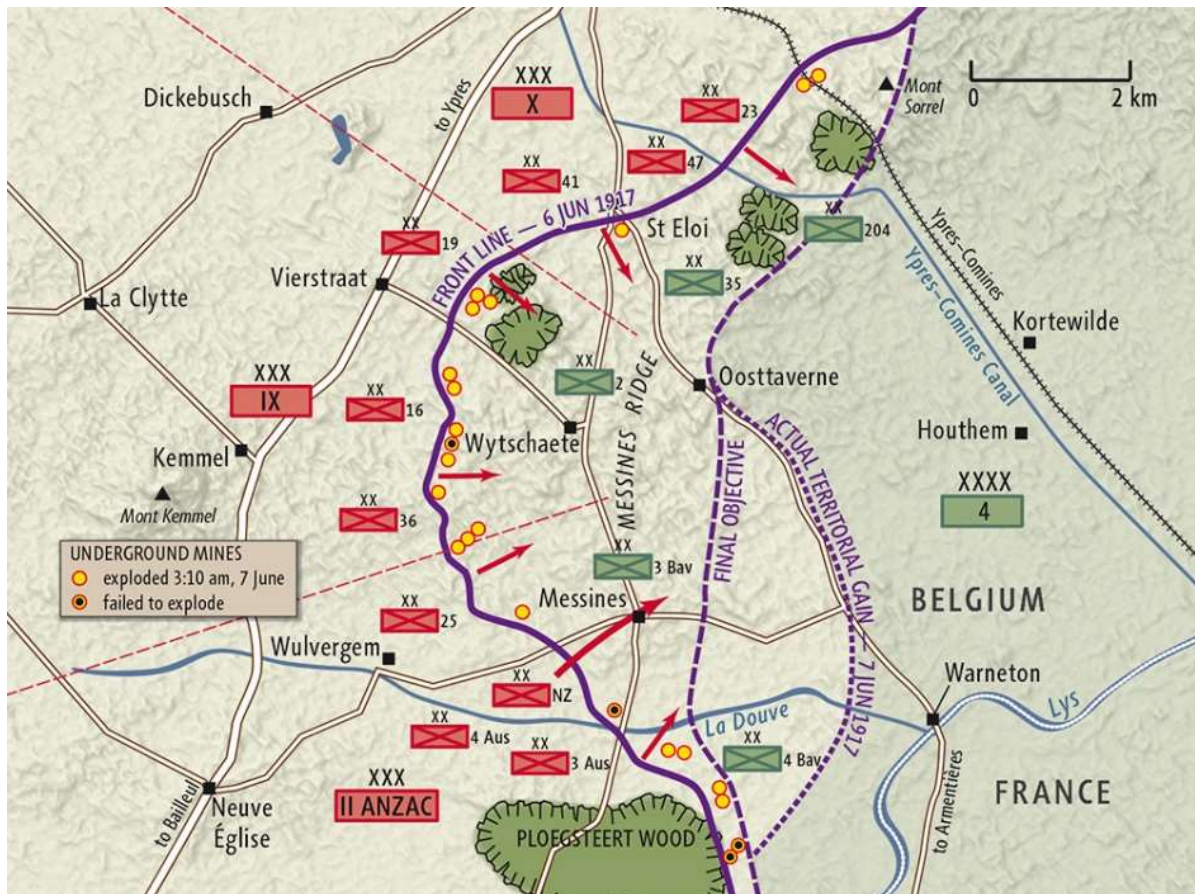 Dickebusch
to Ypres
XXX
X
XX
23
Mont
Sorrel
0
2 km
XX
47
XX
41
XX
19
FRONT LINE — 6 JUN 1917
St Eloi
XX
204
XX
35
Ypres–Comines
Ypres–Comines Canal
Vierstraat
La Clytte
Kortewilde
XXX
IX
XX
16
XX
2
MESSINES RIDGE
Oosttaverne
Wytschaete
Houthem
Kemmel
Mont Kemmel
XX
36
FINAL OBJECTIVE
ACTUAL TERRITORIAL GAIN – 7 JUN 1917
XXXX
4
UNDERGROUND MINES
exploded 3:10 am, 7 June
failed to explode
XX
3 Bav
Messines
BELGIUM
XX
25
Wulvergem
XX
NZ
Warneton
Lys
La Douve
XX
4 Aus
XX
3 Aus
XX
4 Bav
XXX
II ANZAC
to Bailleul
Neuve
Église
PLOEGSTEERT WOOD
to Armentières
FRANCE